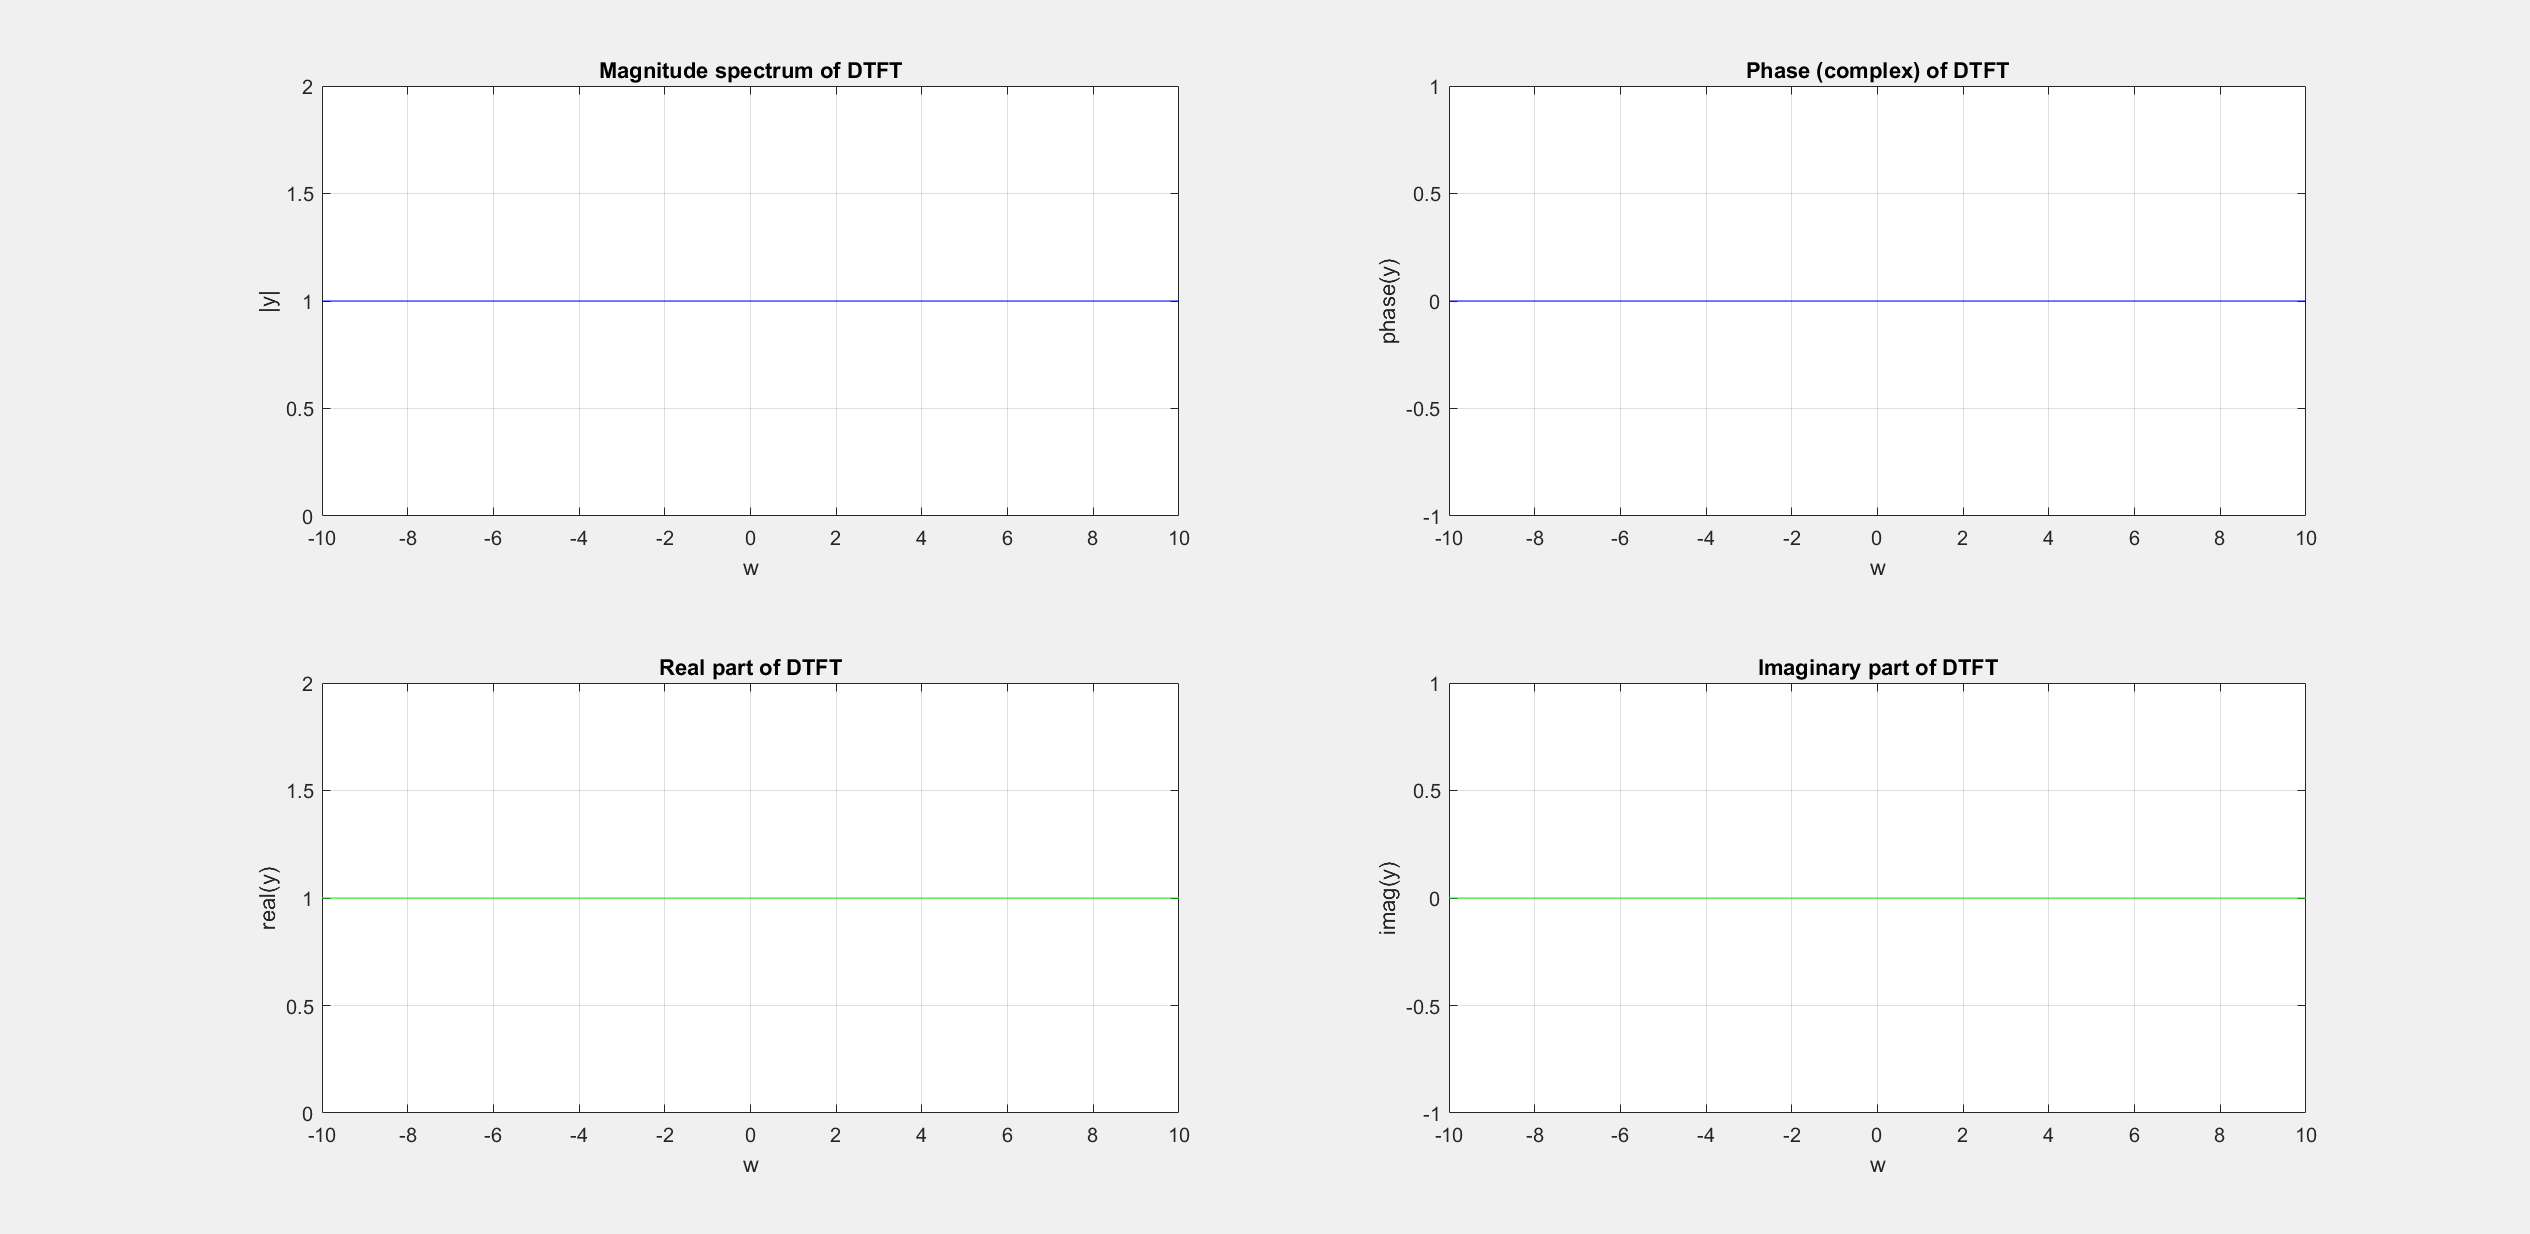 Magnitude spectrum of DTFT
2
1.5
1
0.5
0
|y|
-10 -8 -6 -4 -2 0 2 4 6 8 10
w
Phase (complex) of DTFT
1
0.5
0
-0.5
-1
phase(y)
-10 -8 -6 -4 -2 0 2 4 6 8 10
w
Real part of DTFT
2
1.5
1
0.5
0
real(y)
-10 -8 -6 -4 -2 0 2 4 6 8 10
w
Imaginary part of DTFT
1
0.5
0
-0.5
-1
imag(y)
-10 -8 -6 -4 -2 0 2 4 6 8 10
w